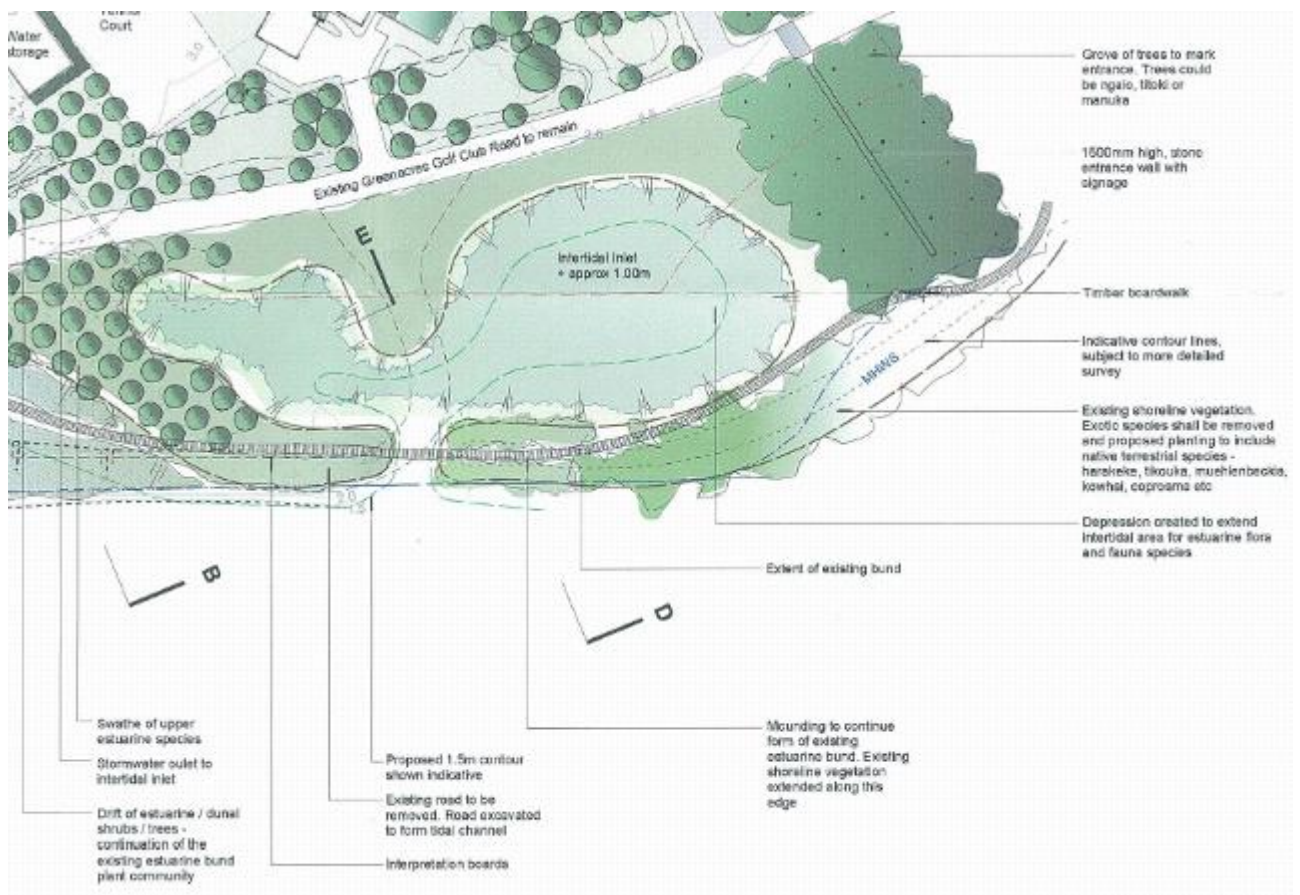 Water
storage
Court
3.0
Existing Greenacres Golf Club Road to remain
Grove of trees to mark
entrance. Trees could
be ngaio, titoki or
manuka
1500mm high, stone
entrance wall with
signage
E
Intertidal Inlet
+ approx 1.00m
Timber boardwalk
Indicative contour lines,
subject to more detailed
survey
MHWS
Existing shoreline vegetation.
Exotic species shall be removed
and proposed planting to include
native terrestrial species -
harakeke, tikouka, muehlenbeckia,
kowhai, coprosma etc
2.0
Depression created to extend
intertidal area for estuarine flora
and fauna species
Extent of existing bund
B
D
Swathe of upper
estuarine species
Stormwater oulet to
intertidal inlet
Drift of estuarine / dunal
shrubs / trees -
continuation of the
existing estuarine bund
plant community
Proposed 1.5m contour
shown indicative
Existing road to be
removed. Road excavated
to form tidal channel
Interpretation boards
Mounding to continue
form of existing
estuarine bund. Existing
shoreline vegetation
extended along this
edge